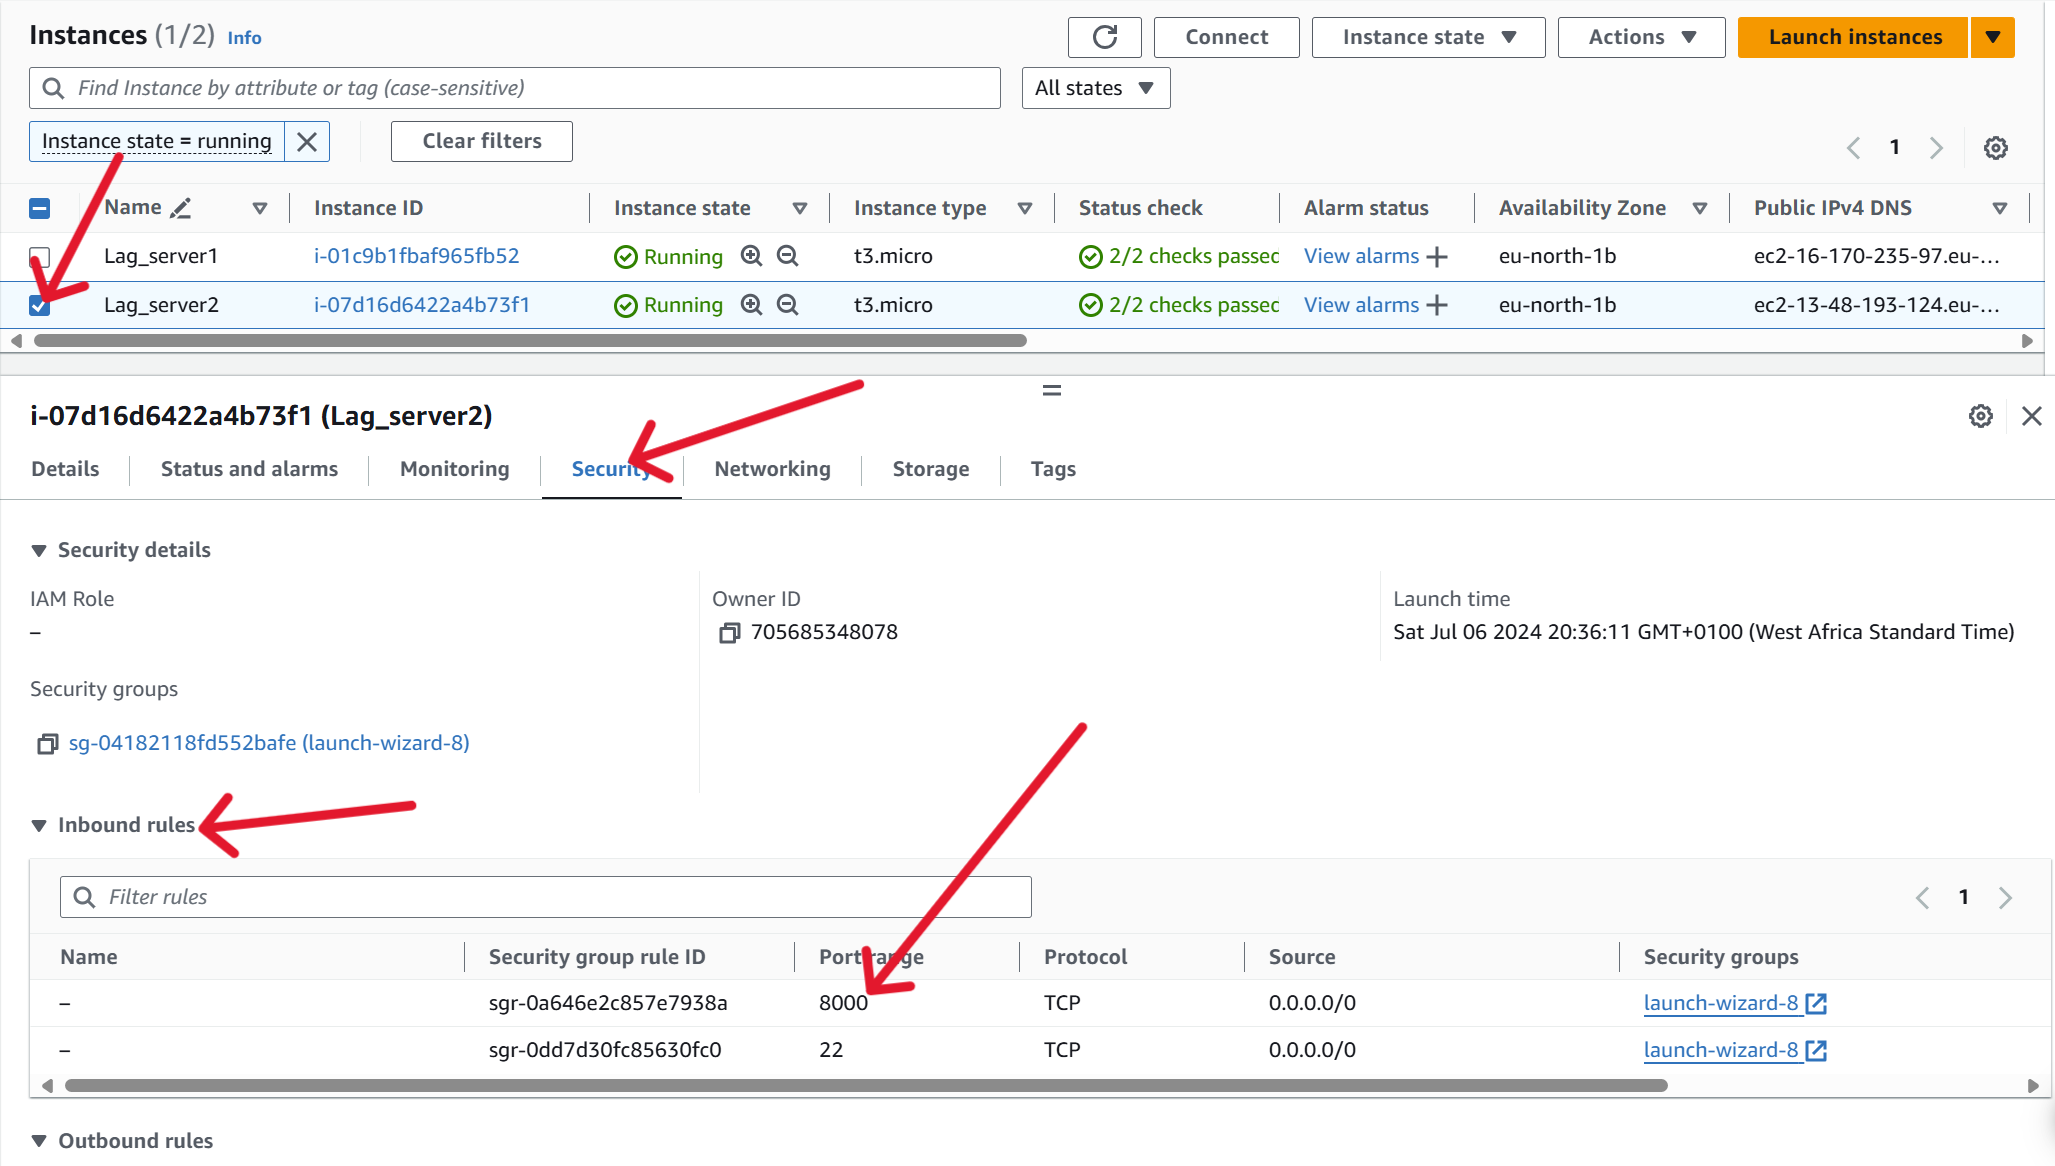 Instances (1/2) Info
Connect
Instance state
Actions
Launch instances
Find Instance by attribute or tag (case-sensitive)
All states
Instance state = running
Clear filters
1
Name Instance ID Instance state Instance type Status check Alarm status Availability Zone Public IPv4 DNS
Lag_server1 i-01c9b1fbaf965fb52 Running t3.micro 2/2 checks passed View alarms eu-north-1b ec2-16-170-235-97.eu-...
Lag_server2 i-07d16d6422a4b73f1 Running t3.micro 2/2 checks passed View alarms eu-north-1b ec2-13-48-193-124.eu-...
i-07d16d6422a4b73f1 (Lag_server2)
Details Status and alarms Monitoring Security Networking Storage Tags
Security details
IAM Role
–
Owner ID
705685348078
Launch time
Sat Jul 06 2024 20:36:11 GMT+0100 (West Africa Standard Time)
Security groups
sg-04182118fd552bafe (launch-wizard-8)
Inbound rules
Filter rules
1
Name Security group rule ID Port range Protocol Source Security groups
– sgr-0a646e2c857e7938a 8000 TCP 0.0.0.0/0 launch-wizard-8
– sgr-0dd7d30fc85630fc0 22 TCP 0.0.0.0/0 launch-wizard-8
Outbound rules